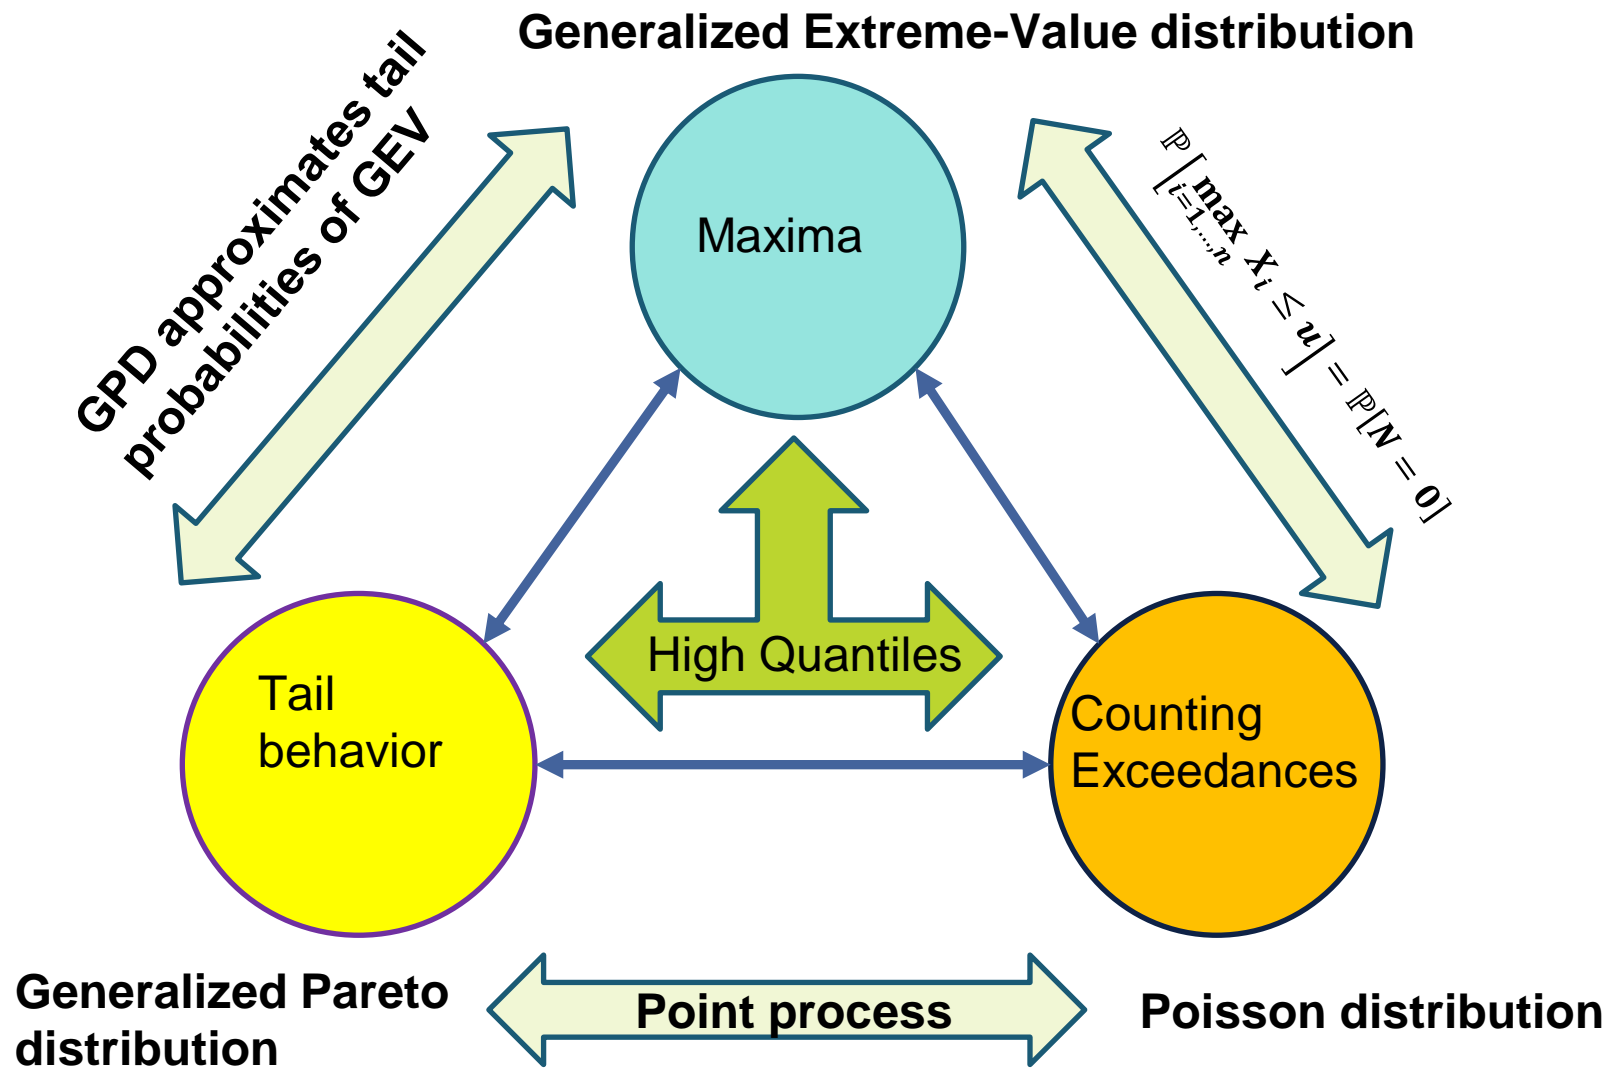 Generalized Extreme-Value distribution
GPD approximates tail
probabilities of GEV
ℙ[max X_i ≤ u] = ℙ[N = 0]
i=1,…,n
Maxima
High Quantiles
Tail
behavior
Counting
Exceedances
Generalized Pareto
distribution
Point process
Poisson distribution